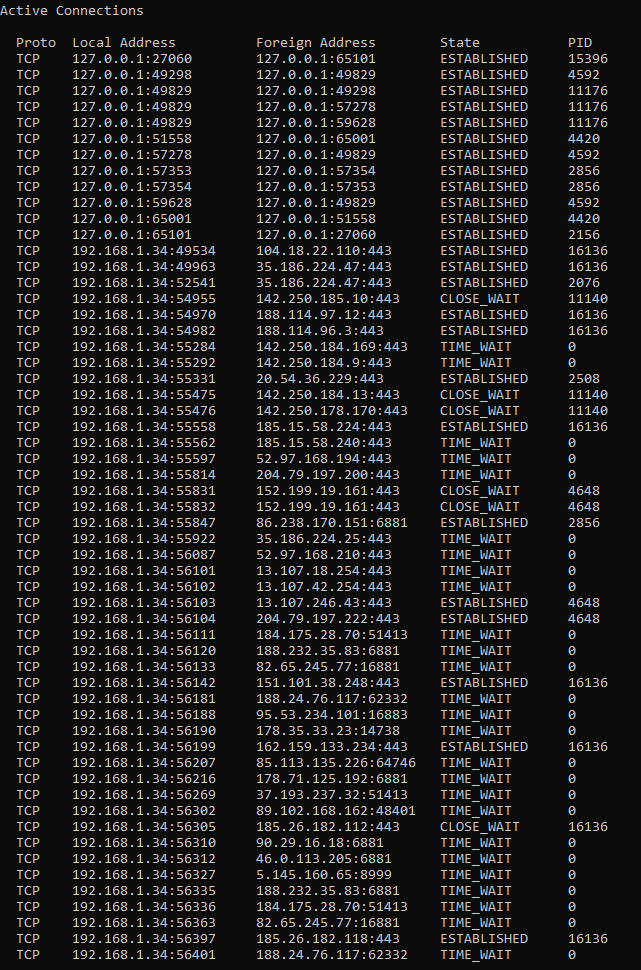 Active Connections
Proto Local Address Foreign Address State PID
TCP 127.0.0.1:27060 127.0.0.1:65101 ESTABLISHED 15396
TCP 127.0.0.1:49298 127.0.0.1:49829 ESTABLISHED 4592
TCP 127.0.0.1:49829 127.0.0.1:49298 ESTABLISHED 11176
TCP 127.0.0.1:49829 127.0.0.1:57278 ESTABLISHED 11176
TCP 127.0.0.1:49829 127.0.0.1:59628 ESTABLISHED 11176
TCP 127.0.0.1:51558 127.0.0.1:65001 ESTABLISHED 4420
TCP 127.0.0.1:57278 127.0.0.1:49829 ESTABLISHED 4592
TCP 127.0.0.1:57353 127.0.0.1:57354 ESTABLISHED 2856
TCP 127.0.0.1:57354 127.0.0.1:57353 ESTABLISHED 2856
TCP 127.0.0.1:59628 127.0.0.1:49829 ESTABLISHED 4592
TCP 127.0.0.1:65001 127.0.0.1:51558 ESTABLISHED 4420
TCP 127.0.0.1:65101 127.0.0.1:27060 ESTABLISHED 2156
TCP 192.168.1.34:49534 104.18.22.110:443 ESTABLISHED 16136
TCP 192.168.1.34:49963 35.186.224.47:443 ESTABLISHED 16136
TCP 192.168.1.34:52541 35.186.224.47:443 ESTABLISHED 2076
TCP 192.168.1.34:54955 142.250.185.10:443 CLOSE_WAIT 11140
TCP 192.168.1.34:54970 188.114.97.12:443 ESTABLISHED 16136
TCP 192.168.1.34:54982 188.114.96.3:443 ESTABLISHED 16136
TCP 192.168.1.34:55284 142.250.184.169:443 TIME_WAIT 0
TCP 192.168.1.34:55292 142.250.184.9:443 TIME_WAIT 0
TCP 192.168.1.34:55331 20.54.36.229:443 ESTABLISHED 2508
TCP 192.168.1.34:55475 142.250.184.13:443 CLOSE_WAIT 11140
TCP 192.168.1.34:55476 142.250.178.170:443 CLOSE_WAIT 11140
TCP 192.168.1.34:55558 185.15.58.224:443 ESTABLISHED 16136
TCP 192.168.1.34:55562 185.15.58.240:443 TIME_WAIT 0
TCP 192.168.1.34:55597 52.97.168.194:443 TIME_WAIT 0
TCP 192.168.1.34:55814 204.79.197.200:443 TIME_WAIT 0
TCP 192.168.1.34:55831 152.199.19.161:443 CLOSE_WAIT 4648
TCP 192.168.1.34:55832 152.199.19.161:443 CLOSE_WAIT 4648
TCP 192.168.1.34:55847 86.238.170.151:6881 ESTABLISHED 2856
TCP 192.168.1.34:55922 35.186.224.25:443 TIME_WAIT 0
TCP 192.168.1.34:56087 52.97.168.210:443 TIME_WAIT 0
TCP 192.168.1.34:56101 13.107.18.254:443 TIME_WAIT 0
TCP 192.168.1.34:56102 13.107.42.254:443 TIME_WAIT 0
TCP 192.168.1.34:56103 13.107.246.43:443 ESTABLISHED 4648
TCP 192.168.1.34:56104 204.79.197.222:443 ESTABLISHED 4648
TCP 192.168.1.34:56111 184.175.28.70:51413 TIME_WAIT 0
TCP 192.168.1.34:56120 188.232.35.83:6881 TIME_WAIT 0
TCP 192.168.1.34:56133 82.65.245.77:16881 TIME_WAIT 0
TCP 192.168.1.34:56142 151.101.38.248:443 ESTABLISHED 16136
TCP 192.168.1.34:56181 188.24.76.117:62332 TIME_WAIT 0
TCP 192.168.1.34:56188 95.53.234.101:16883 TIME_WAIT 0
TCP 192.168.1.34:56190 178.35.33.23:14738 TIME_WAIT 0
TCP 192.168.1.34:56199 162.159.133.234:443 ESTABLISHED 16136
TCP 192.168.1.34:56207 85.113.135.226:64746 TIME_WAIT 0
TCP 192.168.1.34:56216 178.71.125.192:6881 TIME_WAIT 0
TCP 192.168.1.34:56269 37.193.237.32:51413 TIME_WAIT 0
TCP 192.168.1.34:56302 89.102.168.162:48401 TIME_WAIT 0
TCP 192.168.1.34:56305 185.26.182.112:443 CLOSE_WAIT 16136
TCP 192.168.1.34:56310 90.29.16.18:6881 TIME_WAIT 0
TCP 192.168.1.34:56312 46.0.113.205:6881 TIME_WAIT 0
TCP 192.168.1.34:56327 5.145.160.65:8999 TIME_WAIT 0
TCP 192.168.1.34:56335 188.232.35.83:6881 TIME_WAIT 0
TCP 192.168.1.34:56336 184.175.28.70:51413 TIME_WAIT 0
TCP 192.168.1.34:56363 82.65.245.77:16881 TIME_WAIT 0
TCP 192.168.1.34:56397 185.26.182.118:443 ESTABLISHED 16136
TCP 192.168.1.34:56401 188.24.76.117:62332 TIME_WAIT 0